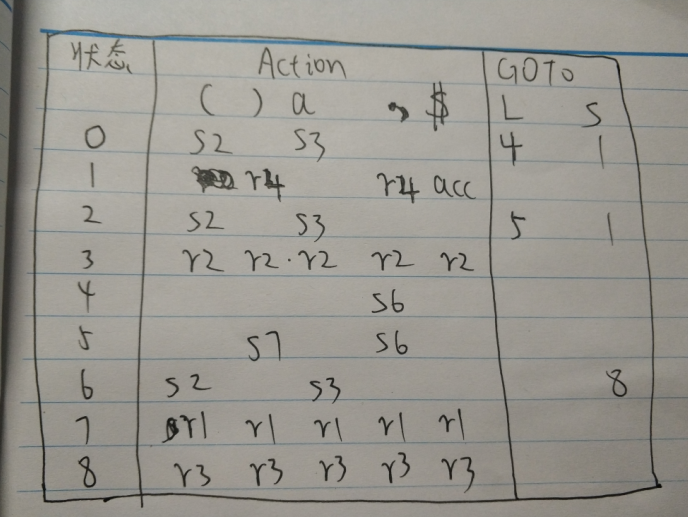 状态 Action GOTO
( ) a , $ L S
0 S2 S3 4 1
1 r4 r4 acc
2 S2 S3 5 1
3 r2 r2 r2 r2 r2
4 S6
5 S7 S6
6 S2 S3 8
7 r1 r1 r1 r1 r1
8 r3 r3 r3 r3 r3